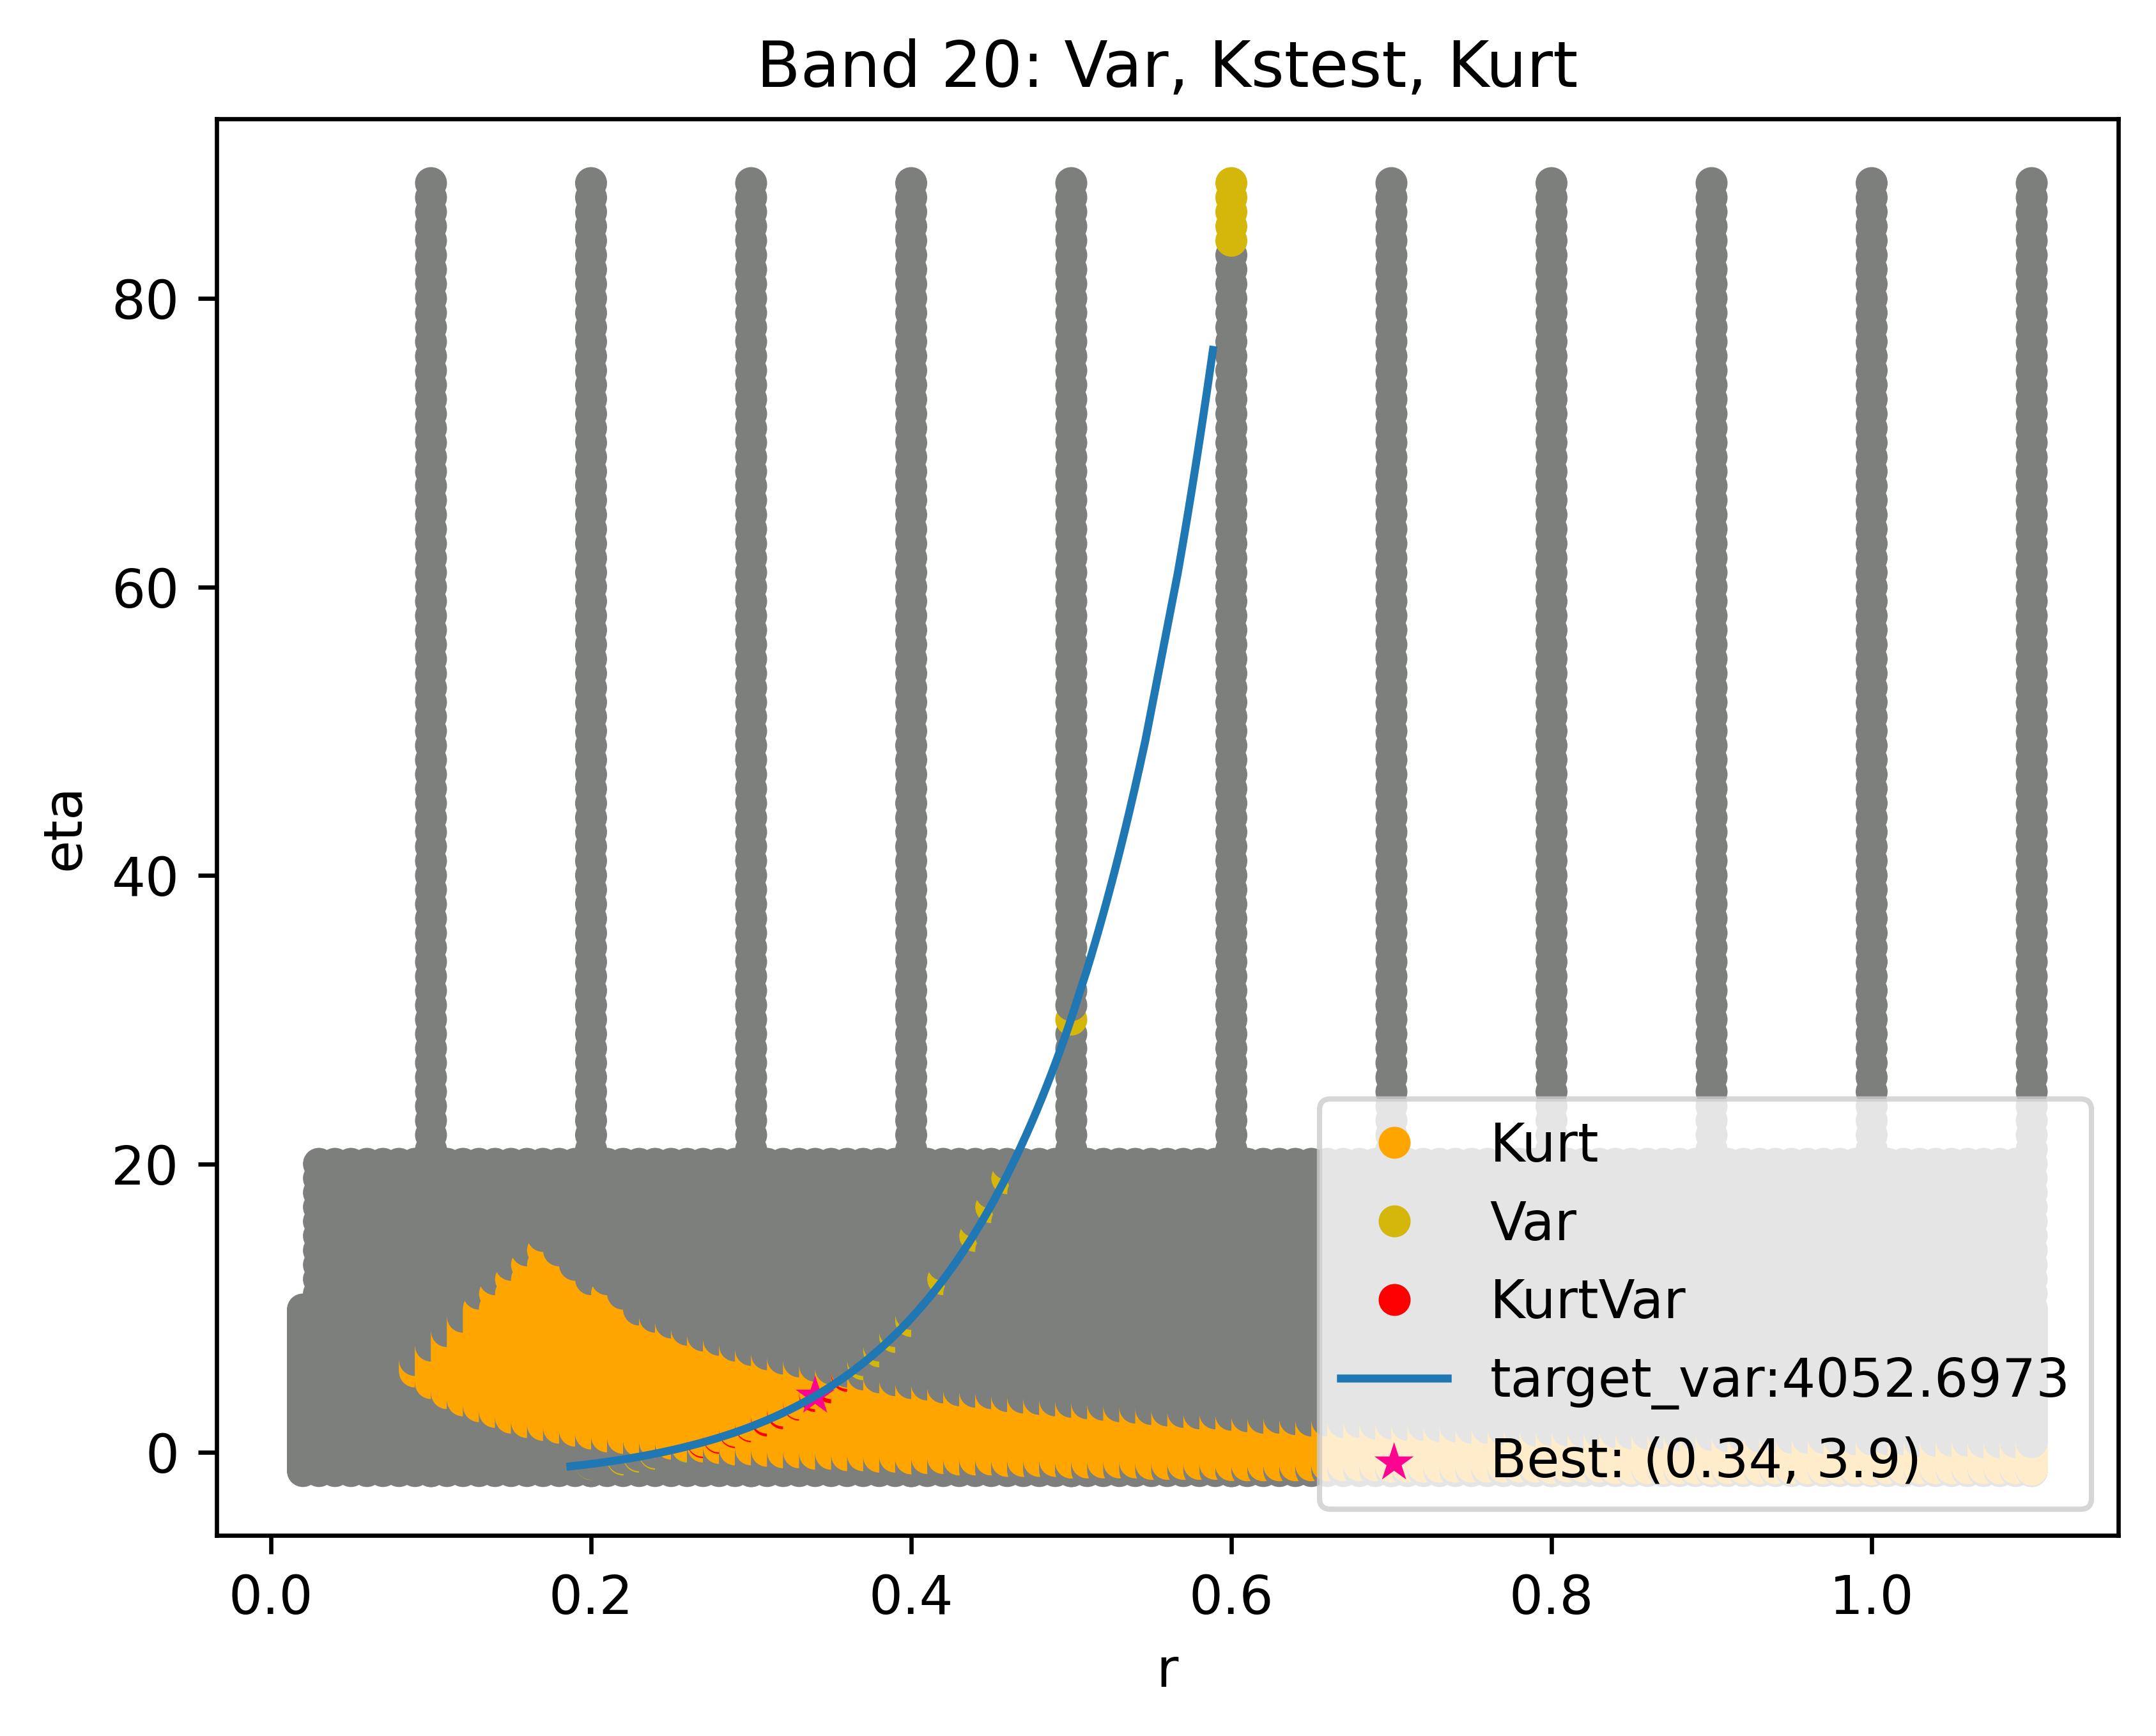 Band 20: Var, Kstest, Kurt
eta
80
60
40
20
0
0.0 0.2 0.4 0.6 0.8 1.0
r
Kurt
Var
KurtVar
target_var:4052.6973
Best: (0.34, 3.9)